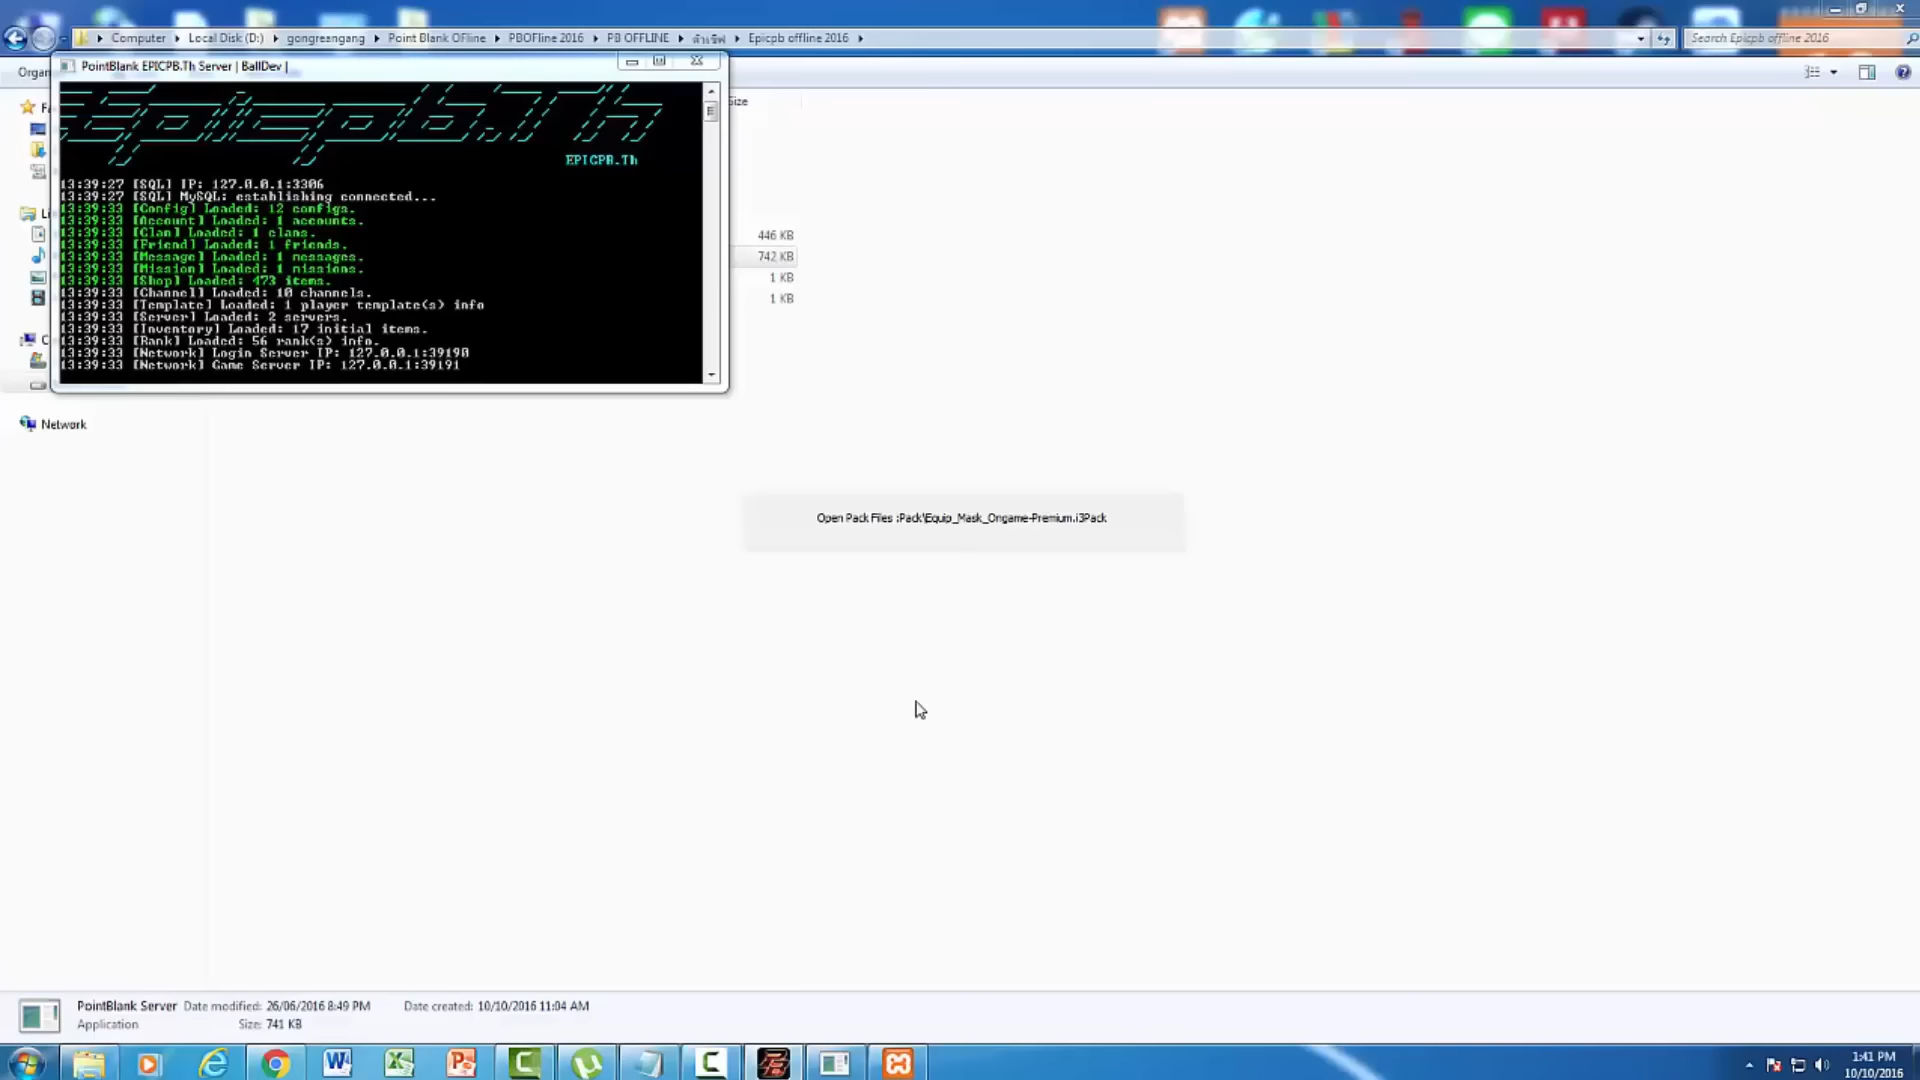 Computer ▸ Local Disk (D:) ▸ gongreangang ▸ Point Blank OFline ▸ PBOFline 2016 ▸ PB OFFLINE ▸ ▸ Epicpb offline 2016 ▸
Search Epicpb offline 2016
PointBlank EPICPB.Th Server | BallDev |
Organ
Size
Epicpb.Th
EPICPB.Th
13:39:27 [SQL] IP: 127.0.0.1:3306
13:39:27 [SQL] MySQL: establishing connected...
13:39:33 [Config] Loaded: 12 configs.
13:39:33 [Account] Loaded: 1 accounts.
13:39:33 [Clan] Loaded: 1 clans.
13:39:33 [Friend] Loaded: 1 friends.
13:39:33 [Message] Loaded: 1 messages.
13:39:33 [Mission] Loaded: 1 missions.
13:39:33 [Shop] Loaded: 473 items.
13:39:33 [Channel] Loaded: 10 channels.
13:39:33 [Template] Loaded: 1 player template(s) info
13:39:33 [Server] Loaded: 2 servers.
13:39:33 [Inventory] Loaded: 17 initial items.
13:39:33 [Rank] Loaded: 56 rank(s) info.
13:39:33 [Network] Login Server IP: 127.0.0.1:39190
13:39:33 [Network] Game Server IP: 127.0.0.1:39191
446 KB
742 KB
1 KB
1 KB
Fa
Li
C
Network
Open Pack Files :Pack\Equip_Mask_Ongame-Premium.i3Pack
PointBlank Server Date modified: 26/06/2016 8:49 PM Date created: 10/10/2016 11:04 AM
Application Size: 741 KB
1:41 PM
10/10/2016